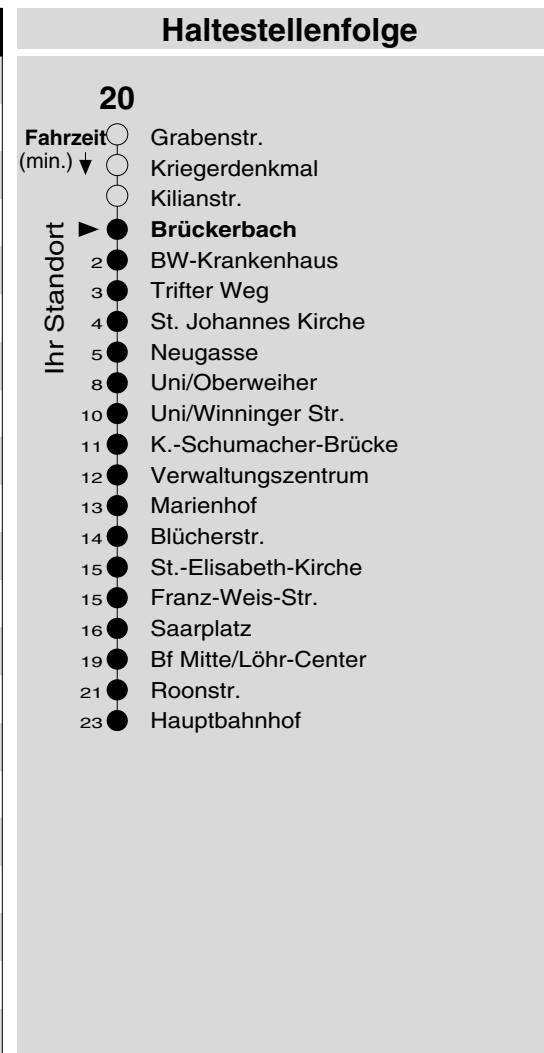 Haltestellenfolge
20
Fahrzeit Grabenstr.
(min.) Kriegerdenkmal
Kilianstr.
Ihr Standort
Brückerbach
2 BW-Krankenhaus
3 Trifter Weg
4 St. Johannes Kirche
5 Neugasse
8 Uni/Oberweiher
10 Uni/Winninger Str.
11 K.-Schumacher-Brücke
12 Verwaltungszentrum
13 Marienhof
14 Blücherstr.
15 St.-Elisabeth-Kirche
15 Franz-Weis-Str.
16 Saarplatz
19 Bf Mitte/Löhr-Center
21 Roonstr.
23 Hauptbahnhof